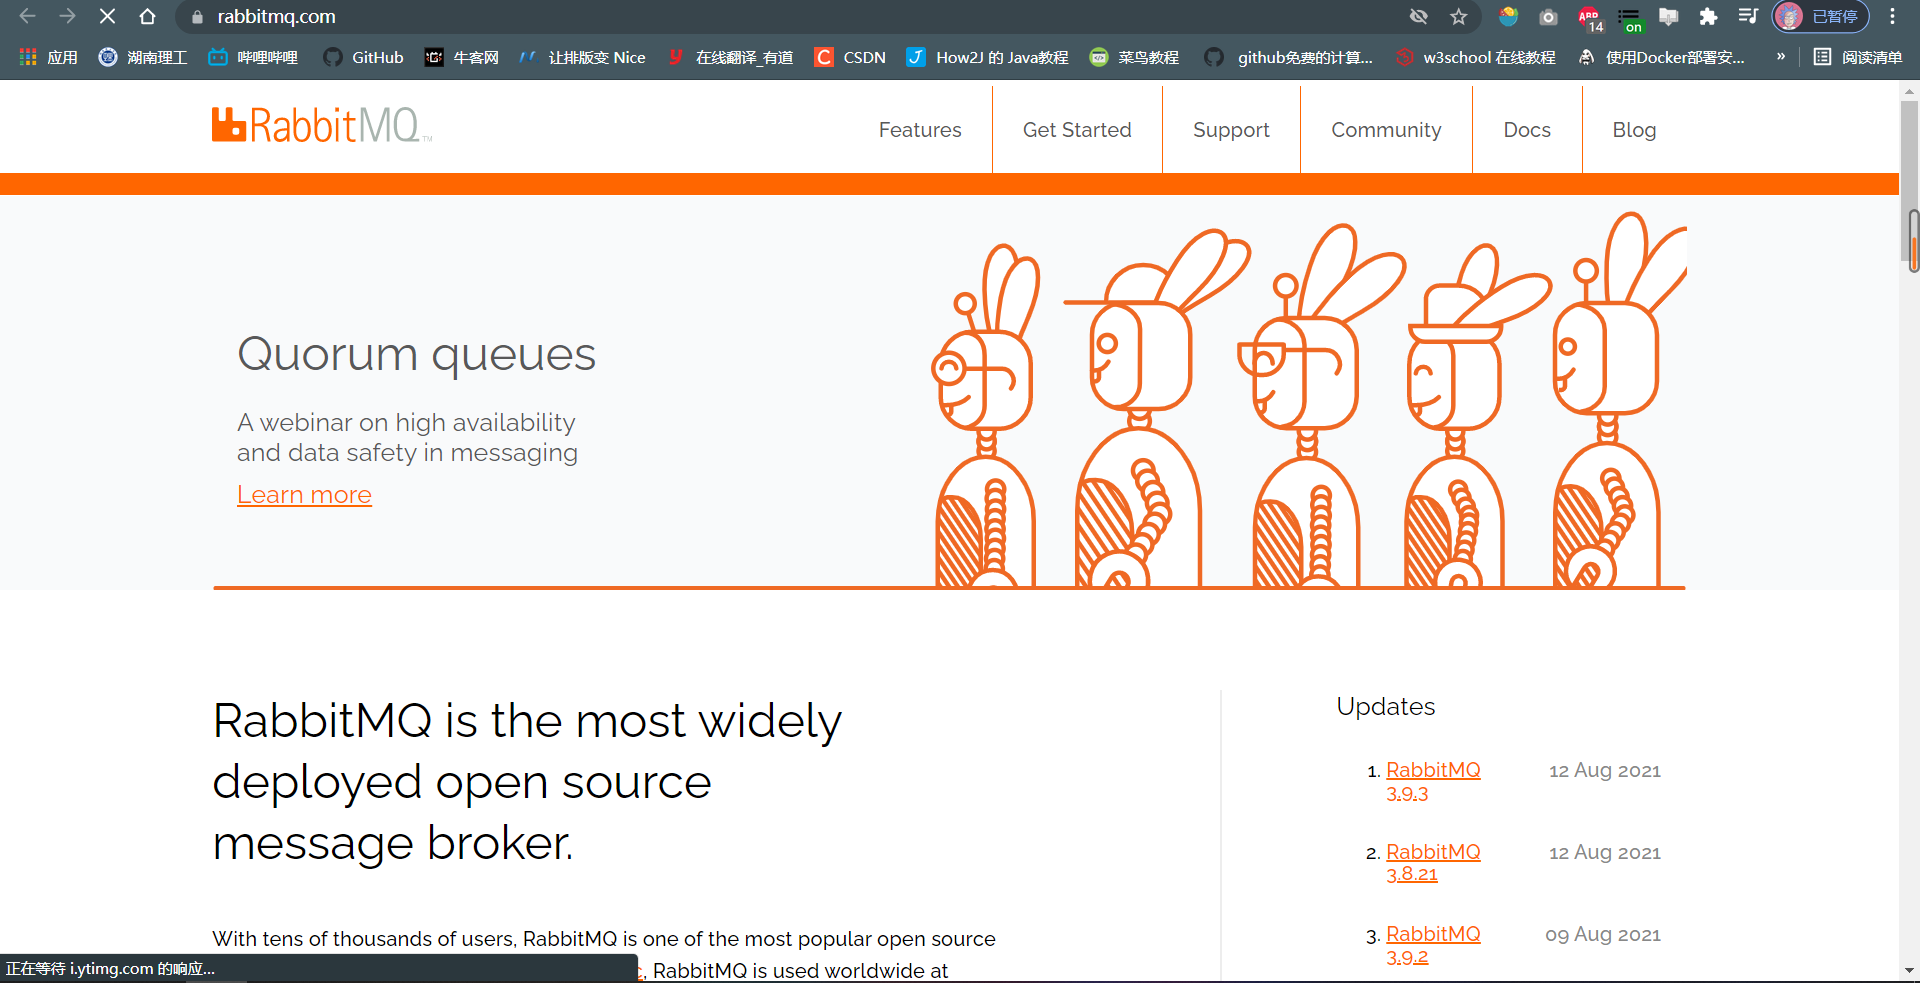 rabbitmq.com
ABP
14
on
已暂停
应用
湖南理工
哔哩哔哩
GitHub
牛客网
让排版变 Nice
在线翻译_有道
CSDN
How2J 的 Java教程
菜鸟教程
github免费的计算...
w3school 在线教程
使用Docker部署安...
»
阅读清单
RabbitMQ™
Features
Get Started
Support
Community
Docs
Blog
Quorum queues
A webinar on high availability
and data safety in messaging
Learn more
RabbitMQ is the most widely
deployed open source
message broker.
With tens of thousands of users, RabbitMQ is one of the most popular open source
, RabbitMQ is used worldwide at
Updates
1. RabbitMQ 12 Aug 2021
3.9.3
2. RabbitMQ 12 Aug 2021
3.8.21
3. RabbitMQ 09 Aug 2021
3.9.2
正在等待 i.ytimg.com 的响应...